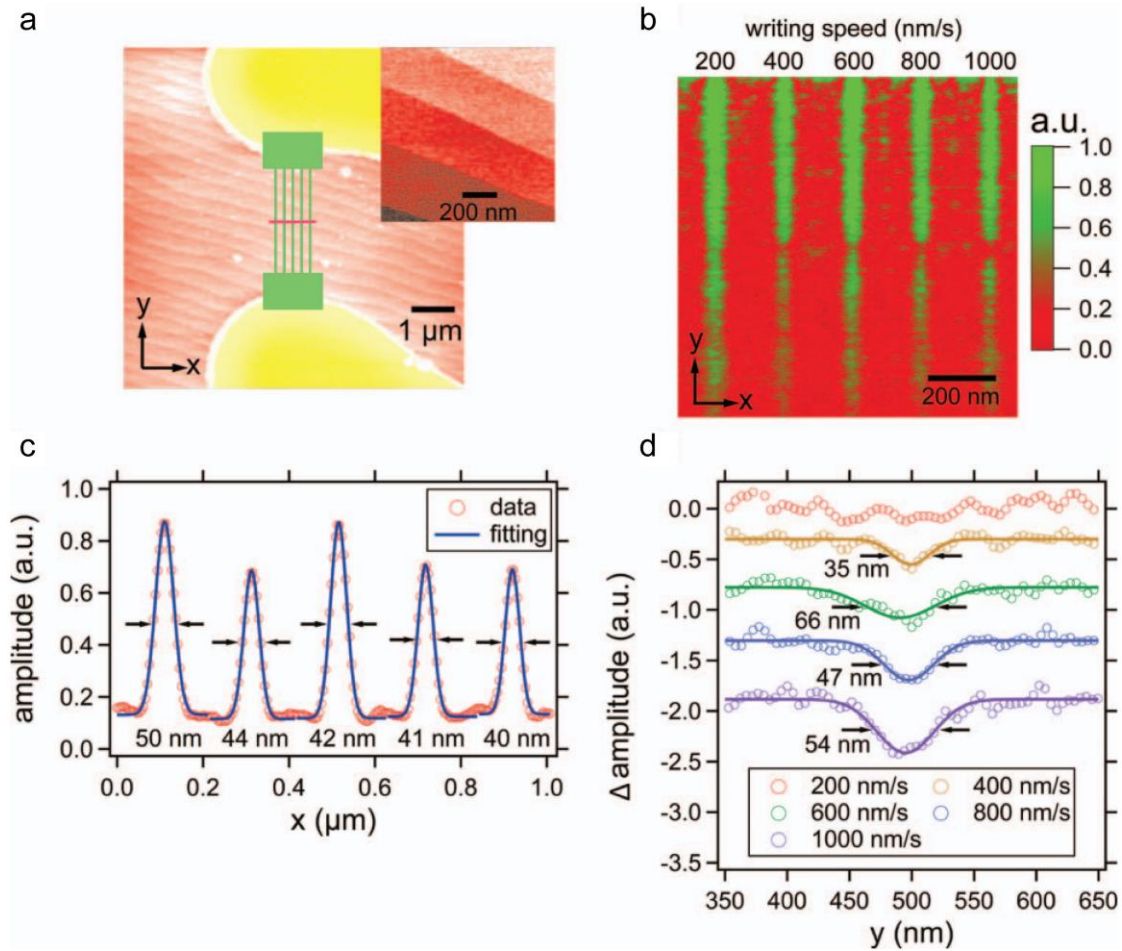 a
200 nm
1 μm
y
x
b
writing speed (nm/s)
200 400 600 800 1000
a.u.
1.0
0.8
0.6
0.4
0.2
0.0
y
x
200 nm
c
amplitude (a.u.)
1.0
0.8
0.6
0.4
0.2
0.0
data
fitting
50 nm 44 nm 42 nm 41 nm 40 nm
0.0 0.2 0.4 0.6 0.8 1.0
x (μm)
d
Δ amplitude (a.u.)
0.0
-0.5
-1.0
-1.5
-2.0
-2.5
-3.0
-3.5
35 nm
66 nm
47 nm
54 nm
200 nm/s 400 nm/s
600 nm/s 800 nm/s
1000 nm/s
350 400 450 500 550 600 650
y (nm)